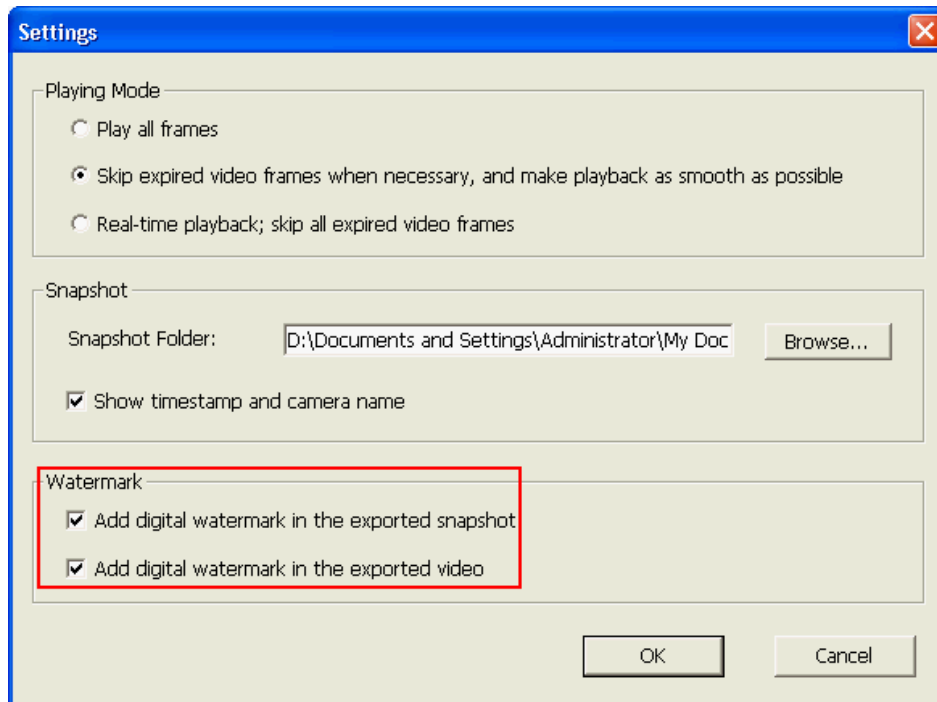 Settings
Playing Mode
Play all frames
Skip expired video frames when necessary, and make playback as smooth as possible
Real-time playback; skip all expired video frames
Snapshot
Snapshot Folder: D:\Documents and Settings\Administrator\My Doc Browse...
Show timestamp and camera name
Watermark
Add digital watermark in the exported snapshot
Add digital watermark in the exported video
OK Cancel